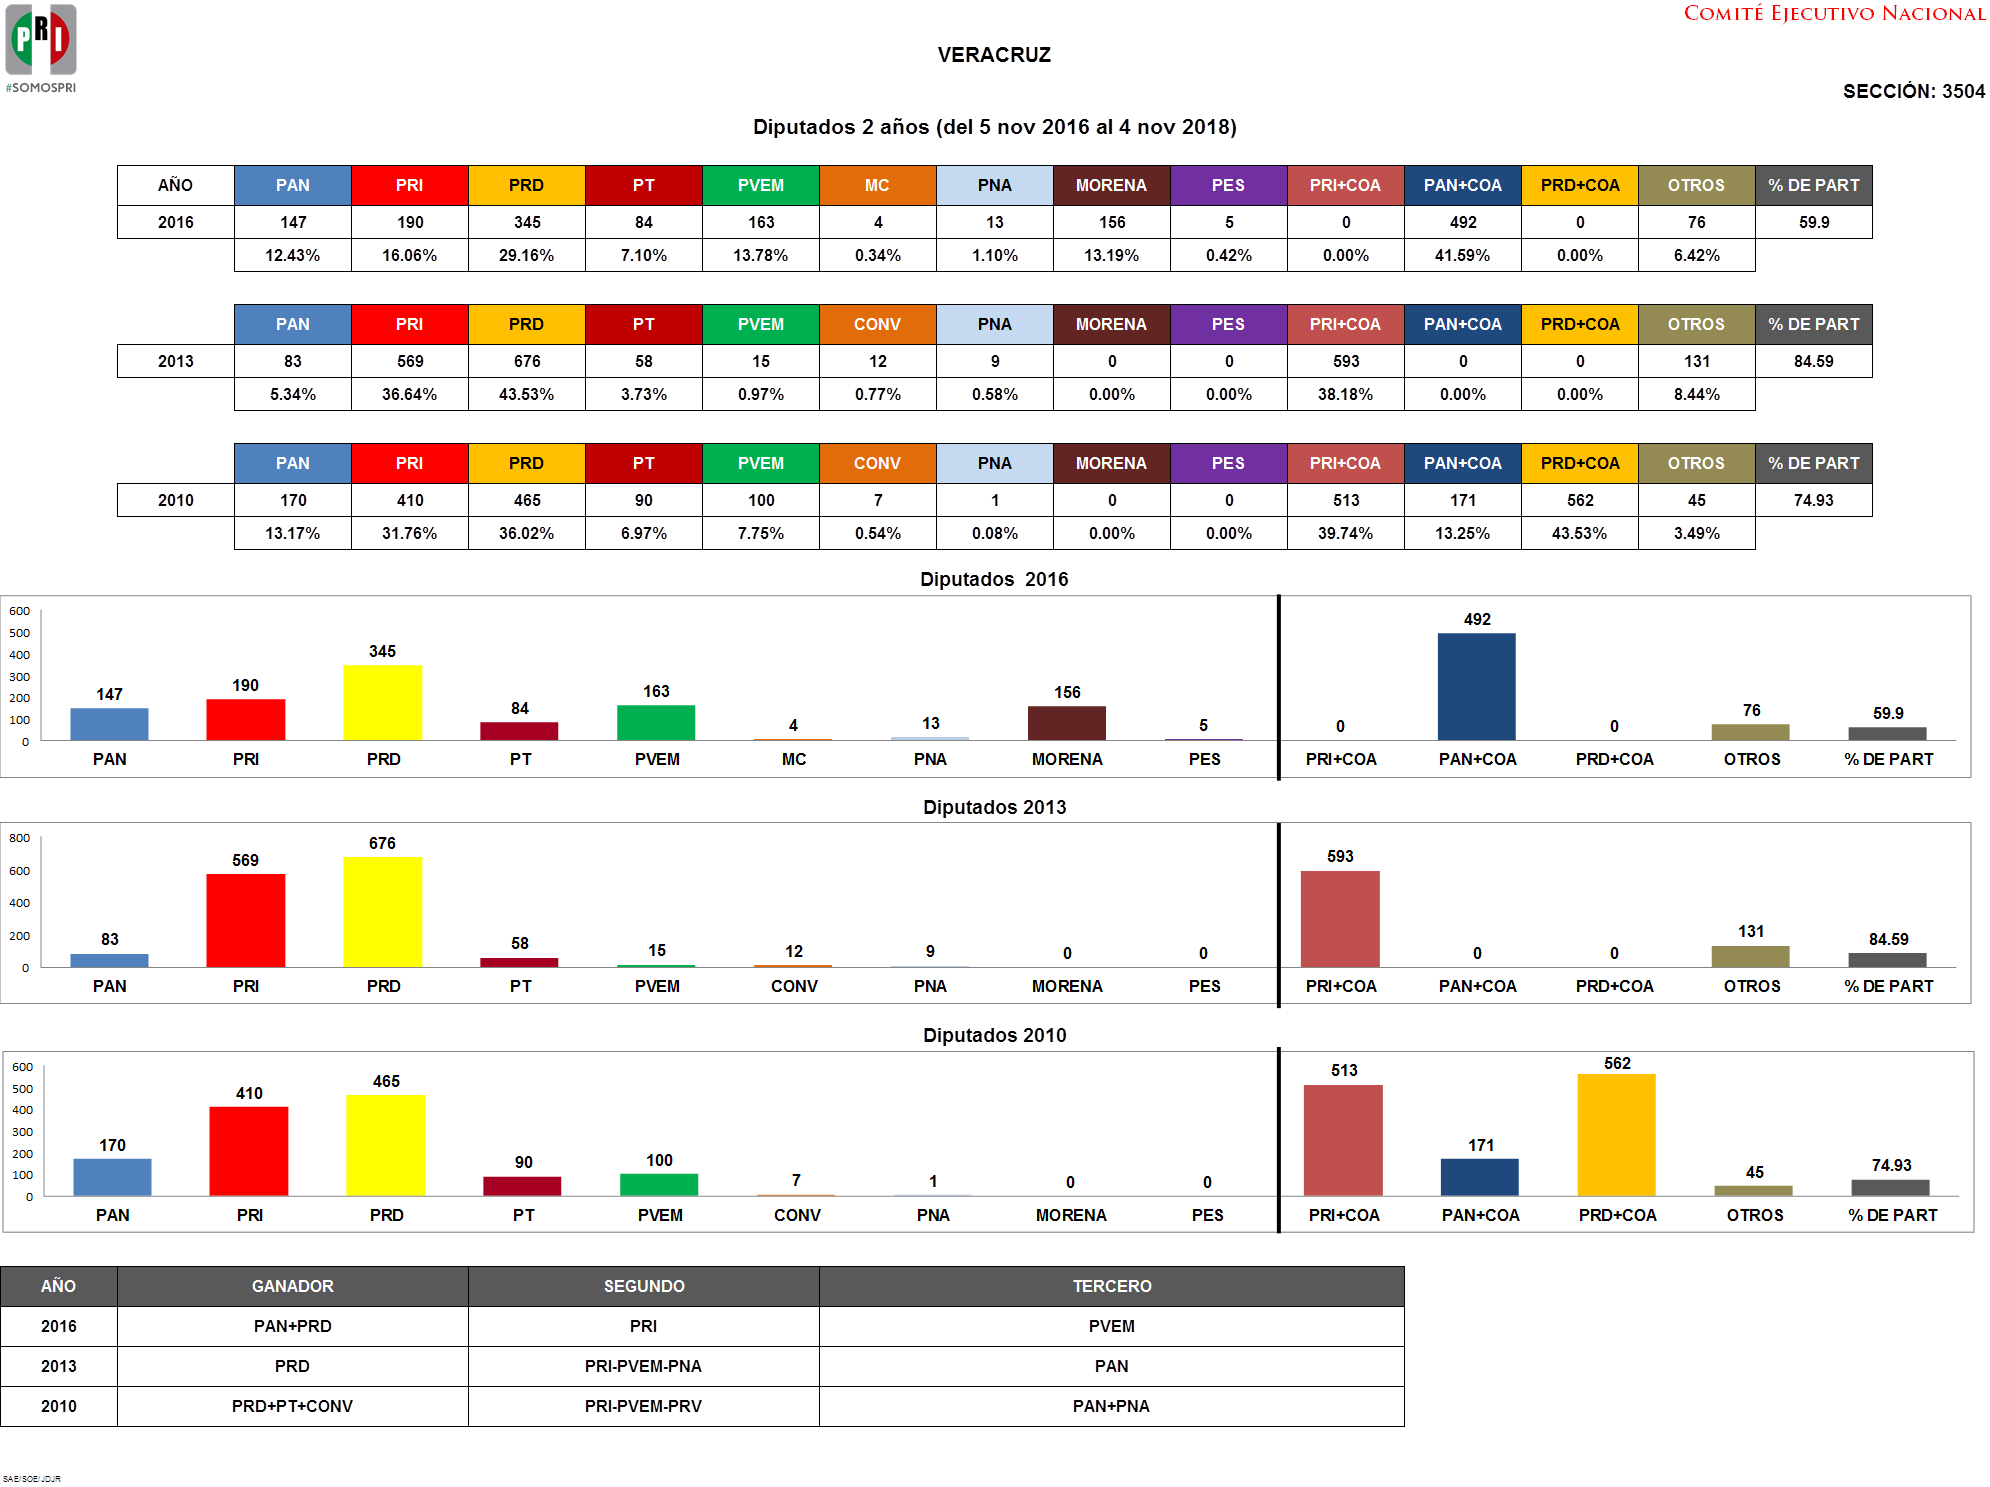 COMITÉ EJECUTIVO NACIONAL
PRI
#SOMOSPRI
VERACRUZ
SECCIÓN: 3504
Diputados 2 años (del 5 nov 2016 al 4 nov 2018)
AÑO PAN PRI PRD PT PVEM MC PNA MORENA PES PRI+COA PAN+COA PRD+COA OTROS % DE PART
2016 147 190 345 84 163 4 13 156 5 0 492 0 76 59.9
12.43% 16.06% 29.16% 7.10% 13.78% 0.34% 1.10% 13.19% 0.42% 0.00% 41.59% 0.00% 6.42%
PAN PRI PRD PT PVEM CONV PNA MORENA PES PRI+COA PAN+COA PRD+COA OTROS % DE PART
2013 83 569 676 58 15 12 9 0 0 593 0 0 131 84.59
5.34% 36.64% 43.53% 3.73% 0.97% 0.77% 0.58% 0.00% 0.00% 38.18% 0.00% 0.00% 8.44%
PAN PRI PRD PT PVEM CONV PNA MORENA PES PRI+COA PAN+COA PRD+COA OTROS % DE PART
2010 170 410 465 90 100 7 1 0 0 513 171 562 45 74.93
13.17% 31.76% 36.02% 6.97% 7.75% 0.54% 0.08% 0.00% 0.00% 39.74% 13.25% 43.53% 3.49%
Diputados 2016
600
500
400
300
200
100
0
147 190 345 84 163 4 13 156 5 0 492 0 76 59.9
PAN PRI PRD PT PVEM MC PNA MORENA PES PRI+COA PAN+COA PRD+COA OTROS % DE PART
Diputados 2013
800
600
400
200
0
83 569 676 58 15 12 9 0 0 593 0 0 131 84.59
PAN PRI PRD PT PVEM CONV PNA MORENA PES PRI+COA PAN+COA PRD+COA OTROS % DE PART
Diputados 2010
600
500
400
300
200
100
0
170 410 465 90 100 7 1 0 0 513 171 562 45 74.93
PAN PRI PRD PT PVEM CONV PNA MORENA PES PRI+COA PAN+COA PRD+COA OTROS % DE PART
AÑO GANADOR SEGUNDO TERCERO
2016 PAN+PRD PRI PVEM
2013 PRD PRI-PVEM-PNA PAN
2010 PRD+PT+CONV PRI-PVEM-PRV PAN+PNA
SAE/SOE/JDJR